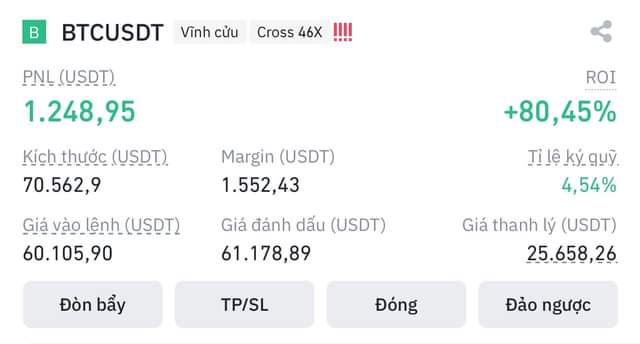 B BTCUSDT Vĩnh cửu Cross 46X !!!!
PNL (USDT) ROI
1.248,95 +80,45%
Kích thước (USDT) Margin (USDT) Tỉ lệ ký quỹ
70.562,9 1.552,43 4,54%
Giá vào lệnh (USDT) Giá đánh dấu (USDT) Giá thanh lý (USDT)
60.105,90 61.178,89 25.658,26
Đòn bẩy TP/SL Đóng Đảo ngược